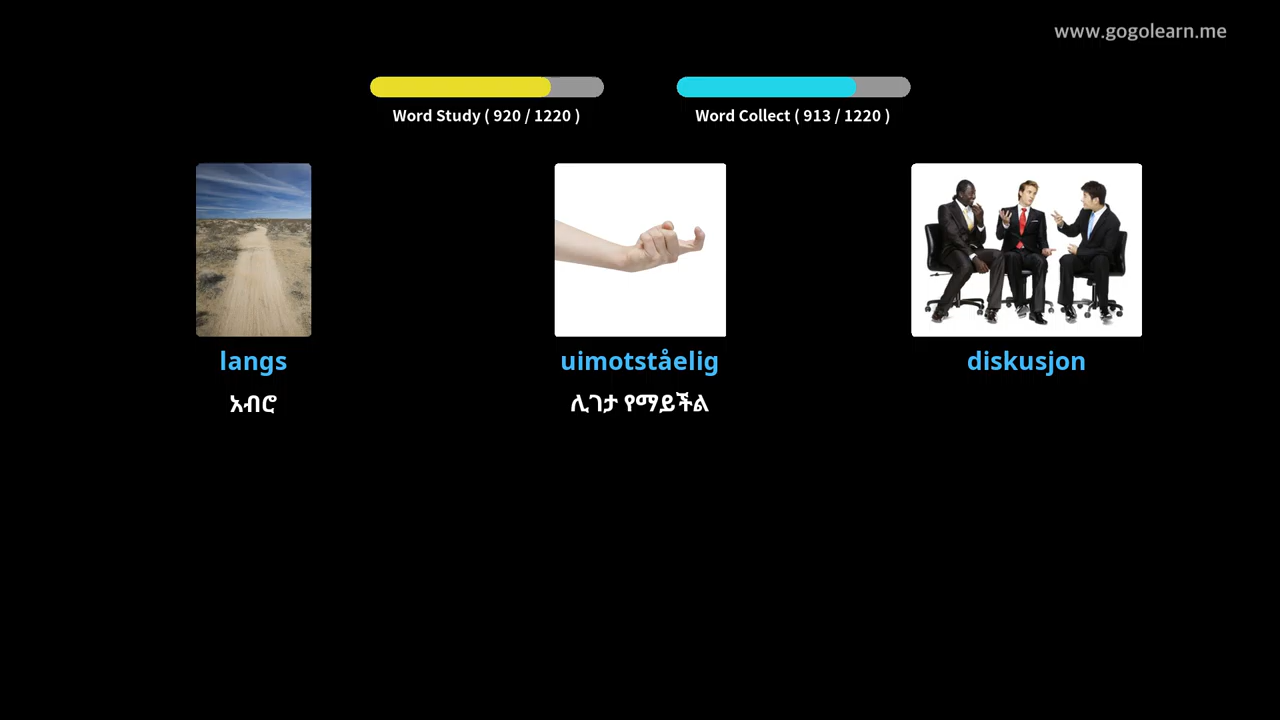 www.gogolearn.me
Word Study ( 920 / 1220 )
Word Collect ( 913 / 1220 )
langs
uimotståelig
diskusjon
አብሮ
ሊገታ የማይችል